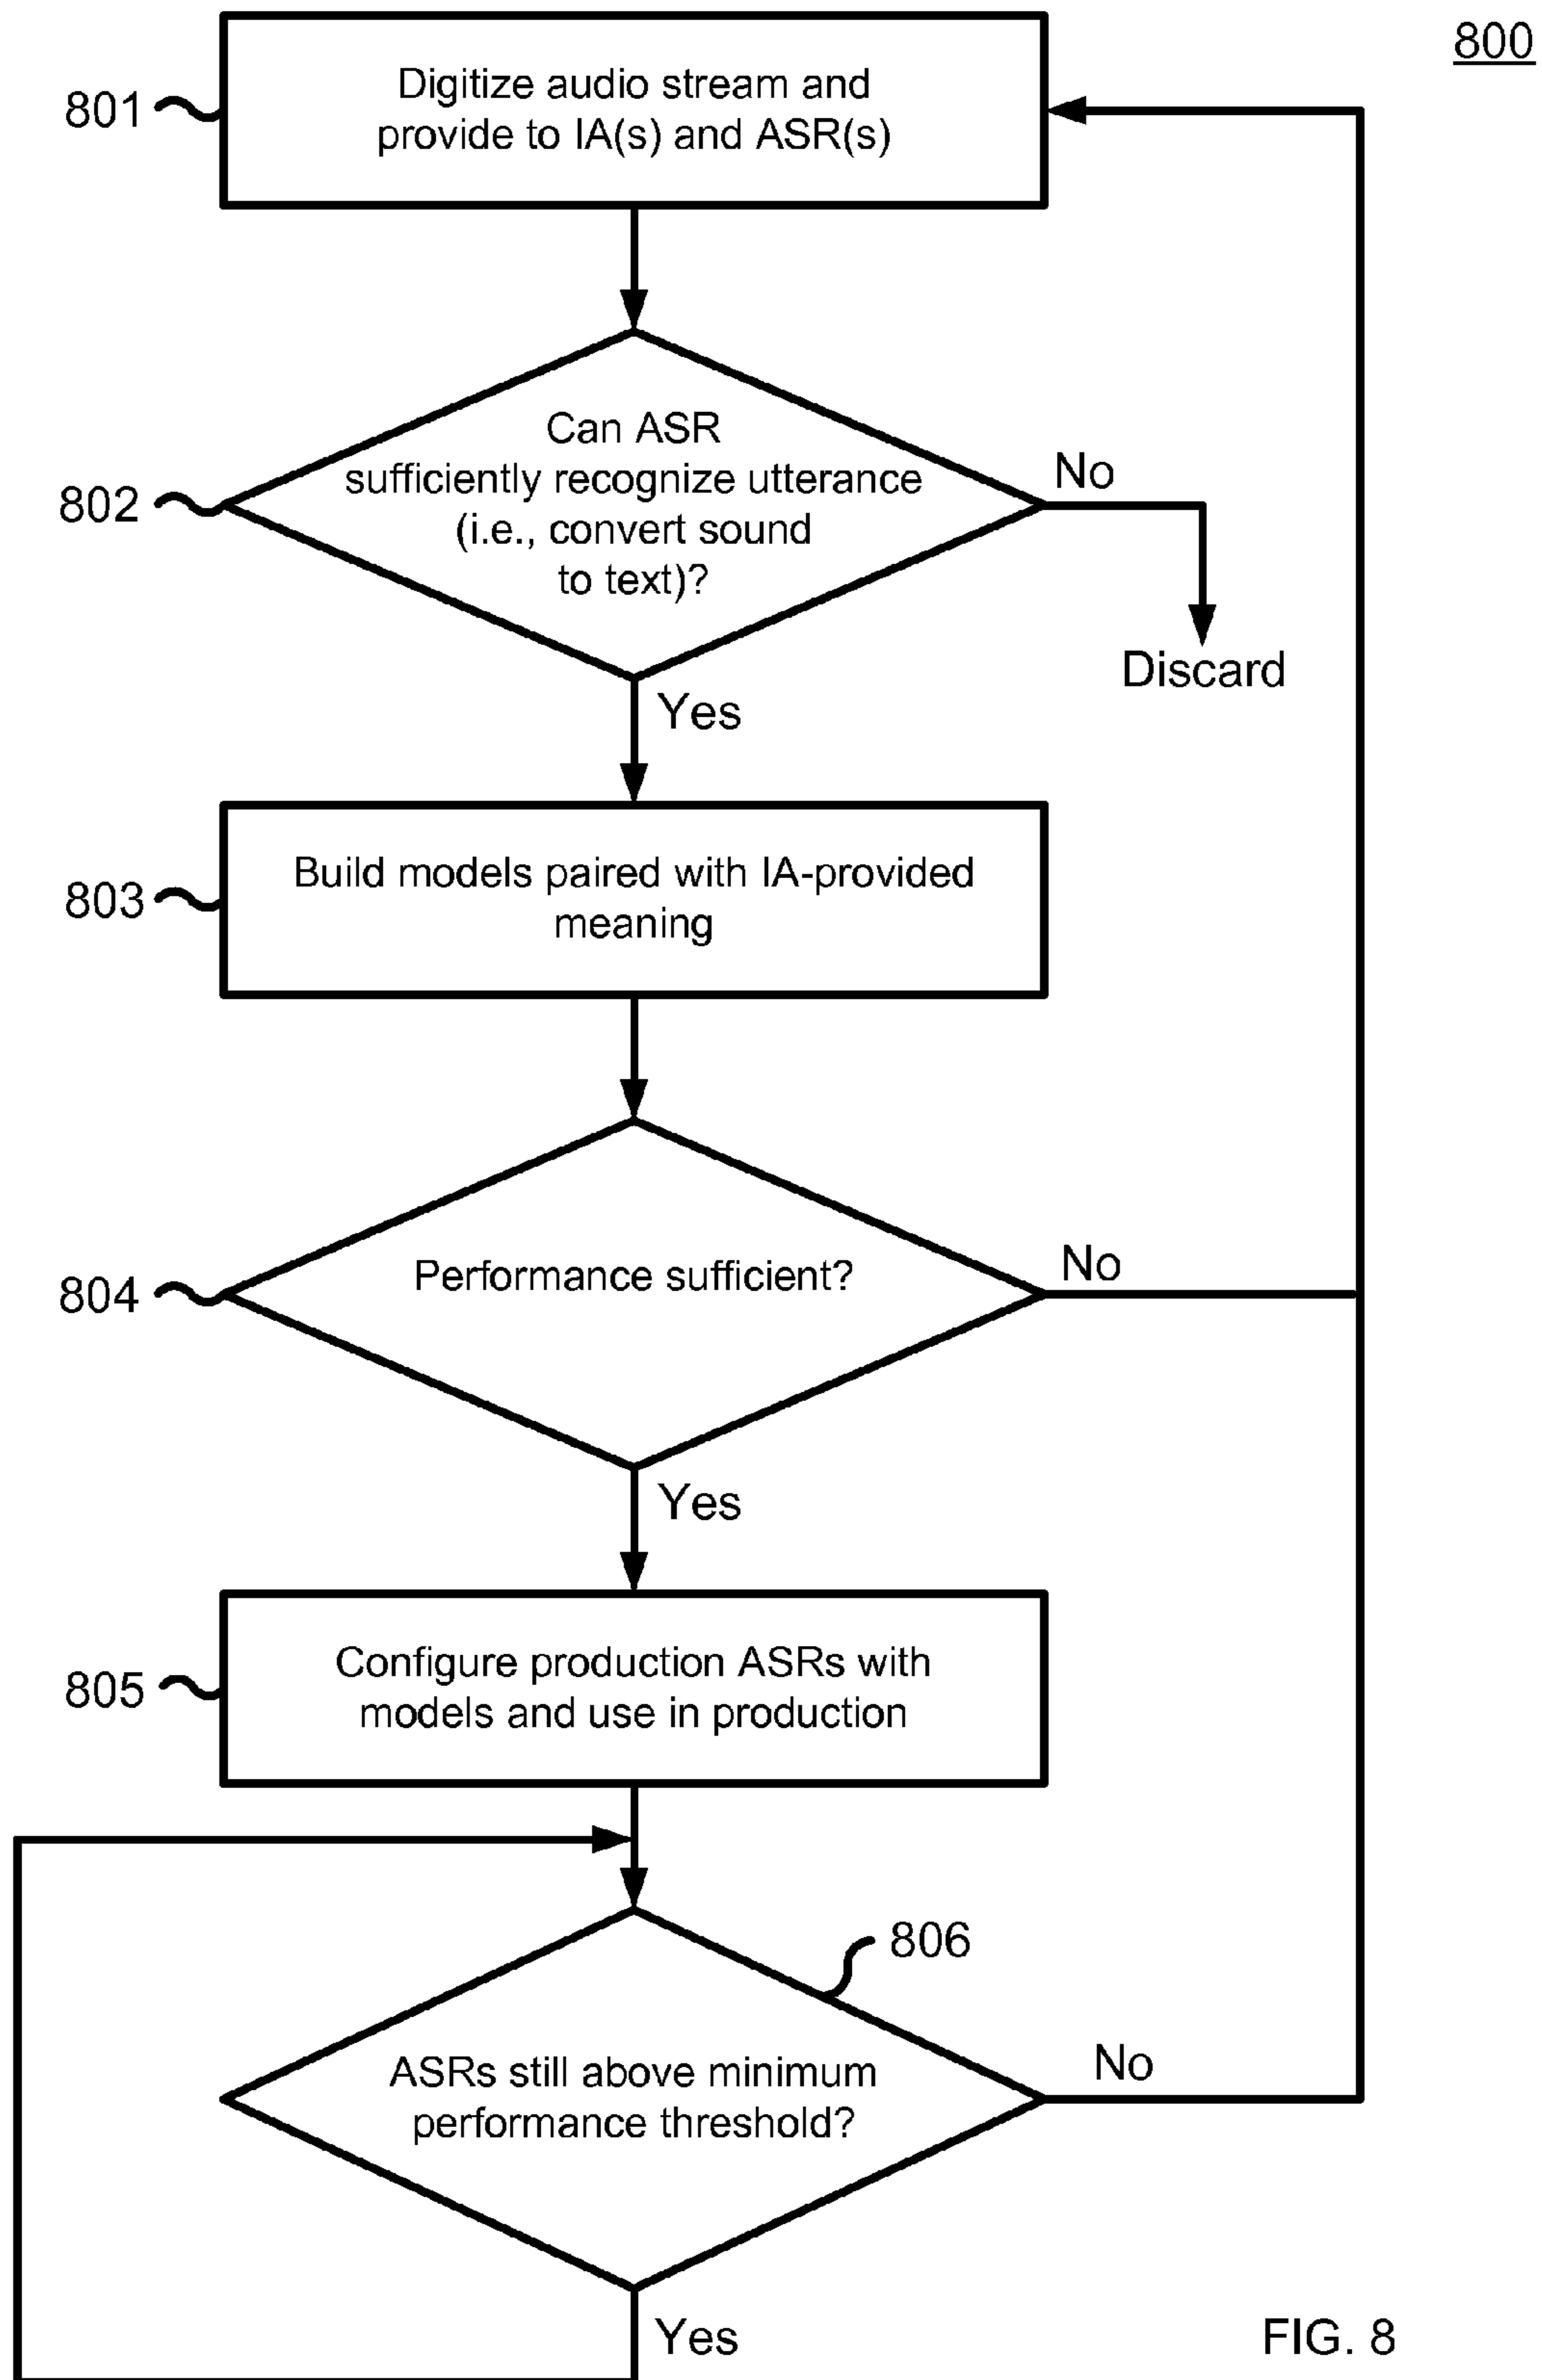 800
801
Digitize audio stream and
provide to IA(s) and ASR(s)
802
Can ASR
sufficiently recognize utterance
(i.e., convert sound
to text)?
No
Discard
Yes
803
Build models paired with IA-provided
meaning
804
Performance sufficient?
No
Yes
805
Configure production ASRs with
models and use in production
806
ASRs still above minimum
performance threshold?
No
Yes
FIG. 8